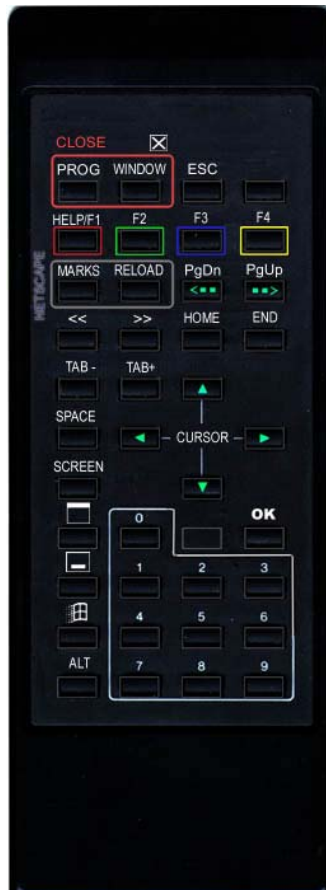 CLOSE
PROG WINDOW ESC
HELP/F1 F2 F3 F4
NETSCAPE
MARKS RELOAD PgDn PgUp
<< >> HOME END
TAB - TAB+
SPACE
CURSOR
SCREEN
0 OK
1 2 3
4 5 6
ALT 7 8 9